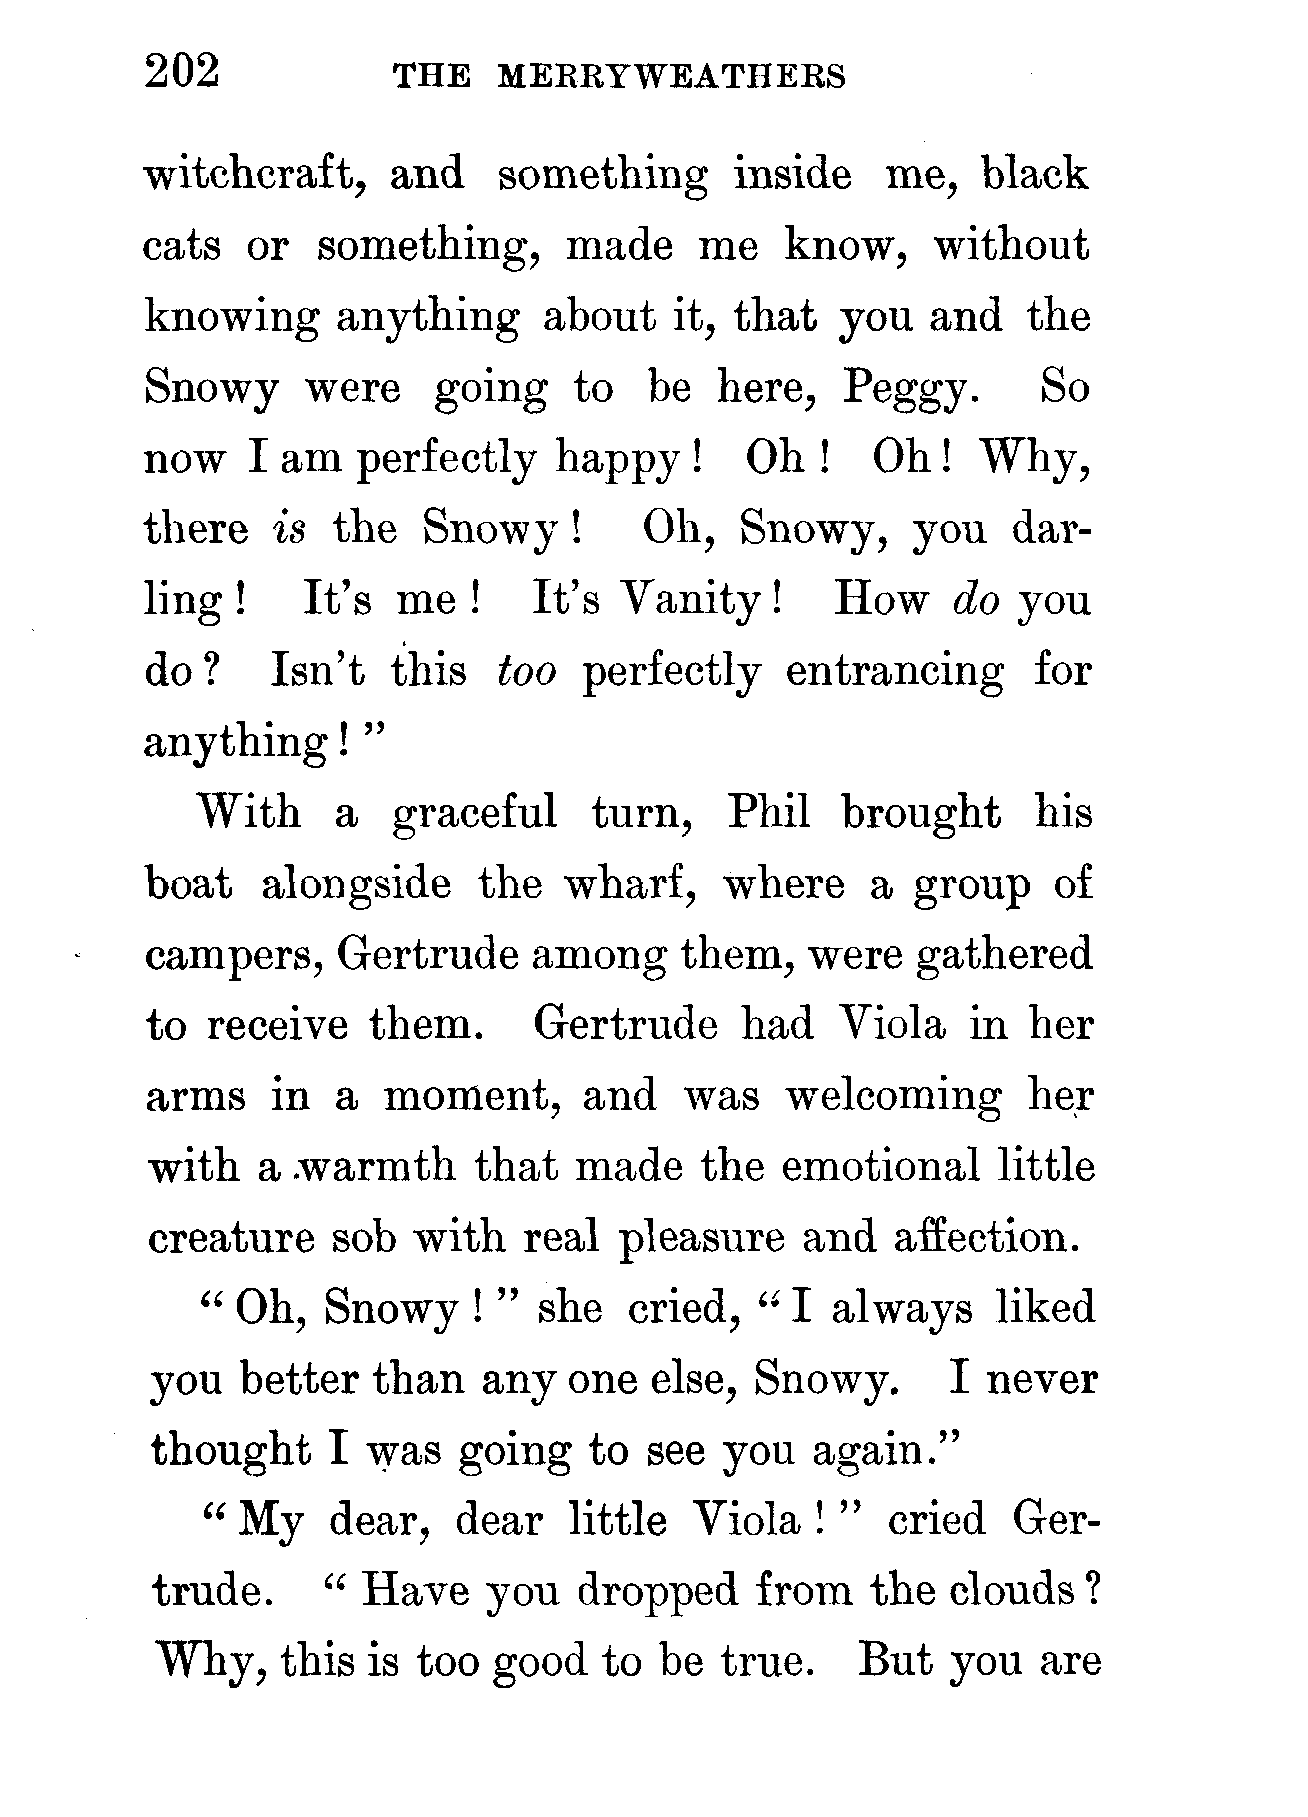 202 THE MERRYWEATHERS
witchcraft, and something inside me, black
cats or something, made me know, without
knowing anything about it, that you and the
Snowy were going to be here, Peggy. So
now I am perfectly happy! Oh! Oh! Why,
there is the Snowy! Oh, Snowy, you dar-
ling! It's me! It's Vanity! How do you
do? Isn't this too perfectly entrancing for
anything!"
With a graceful turn, Phil brought his
boat alongside the wharf, where a group of
campers, Gertrude among them, were gathered
to receive them. Gertrude had Viola in her
arms in a moment, and was welcoming her
with a warmth that made the emotional little
creature sob with real pleasure and affection.
"Oh, Snowy!" she cried, "I always liked
you better than any one else, Snowy. I never
thought I was going to see you again."
"My dear, dear little Viola!" cried Ger-
trude. "Have you dropped from the clouds?
Why, this is too good to be true. But you are